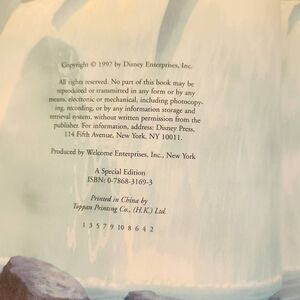 Copyright © 1997 by Disney Enterprises, Inc.
All rights reserved. No part of this book may be
reproduced or transmitted in any form or by any
means, electronic or mechanical, including photocopy-
ing, recording, or by any information storage and
retrieval system, without written permission from the
publisher. For information, address: Disney Press,
114 Fifth Avenue, New York, NY 10011.
Produced by Welcome Enterprises, Inc., New York
A Special Edition
ISBN: 0-7868-3169-3
Printed in China by
Toppan Printing Co., (H.K.) Ltd.
1 3 5 7 9 10 8 6 4 2